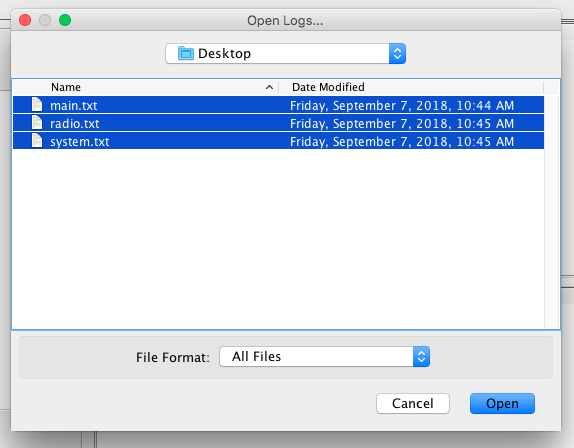 Open Logs...
Desktop
Name Date Modified
main.txt Friday, September 7, 2018, 10:44 AM
radio.txt Friday, September 7, 2018, 10:45 AM
system.txt Friday, September 7, 2018, 10:45 AM
File Format: All Files
Cancel Open